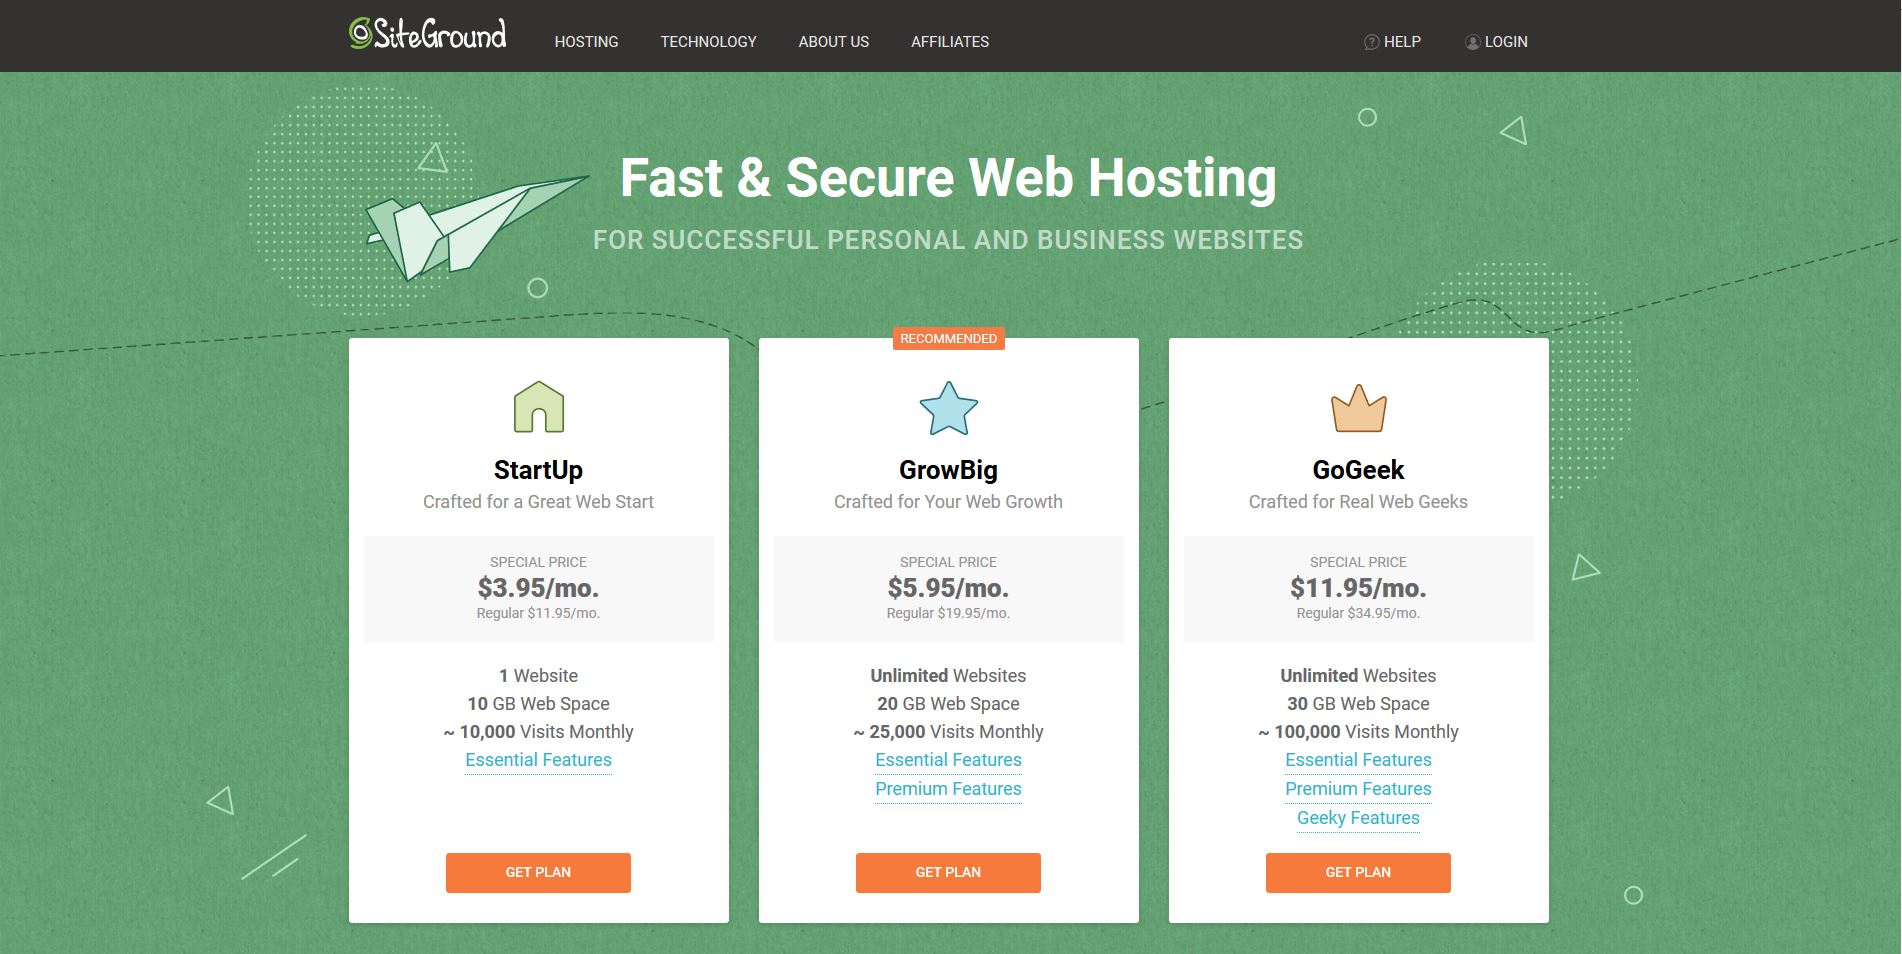 SiteGround
HOSTING TECHNOLOGY ABOUT US AFFILIATES
HELP LOGIN
Fast & Secure Web Hosting
FOR SUCCESSFUL PERSONAL AND BUSINESS WEBSITES
StartUp
Crafted for a Great Web Start
SPECIAL PRICE
$3.95/mo.
Regular $11.95/mo.
1 Website
10 GB Web Space
~ 10,000 Visits Monthly
Essential Features
GET PLAN
RECOMMENDED
GrowBig
Crafted for Your Web Growth
SPECIAL PRICE
$5.95/mo.
Regular $19.95/mo.
Unlimited Websites
20 GB Web Space
~ 25,000 Visits Monthly
Essential Features
Premium Features
GET PLAN
GoGeek
Crafted for Real Web Geeks
SPECIAL PRICE
$11.95/mo.
Regular $34.95/mo.
Unlimited Websites
30 GB Web Space
~ 100,000 Visits Monthly
Essential Features
Premium Features
Geeky Features
GET PLAN